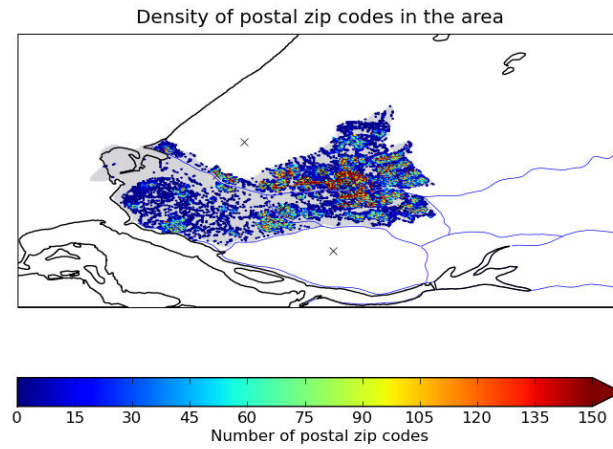 Density of postal zip codes in the area
0 15 30 45 60 75 90 105 120 135 150
Number of postal zip codes